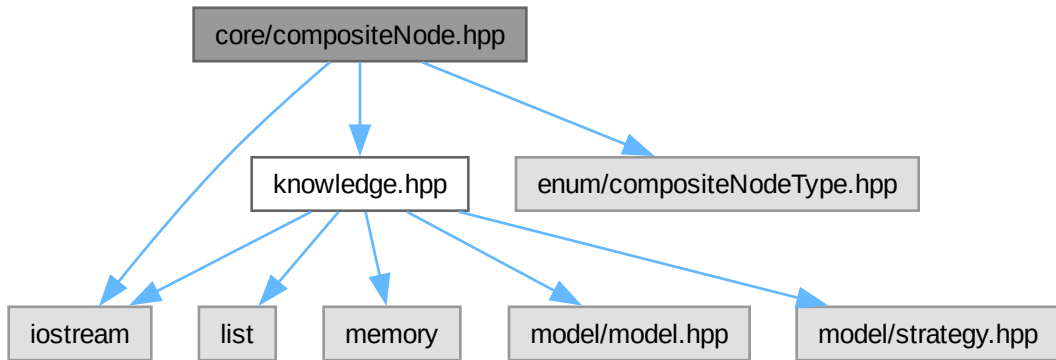 core/compositeNode.hpp
knowledge.hpp
enum/compositeNodeType.hpp
iostream
list
memory
model/model.hpp
model/strategy.hpp